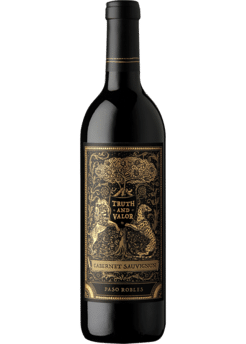 TRUTH
AND
VALOR
CABERNET SAUVIGNON
PASO ROBLES